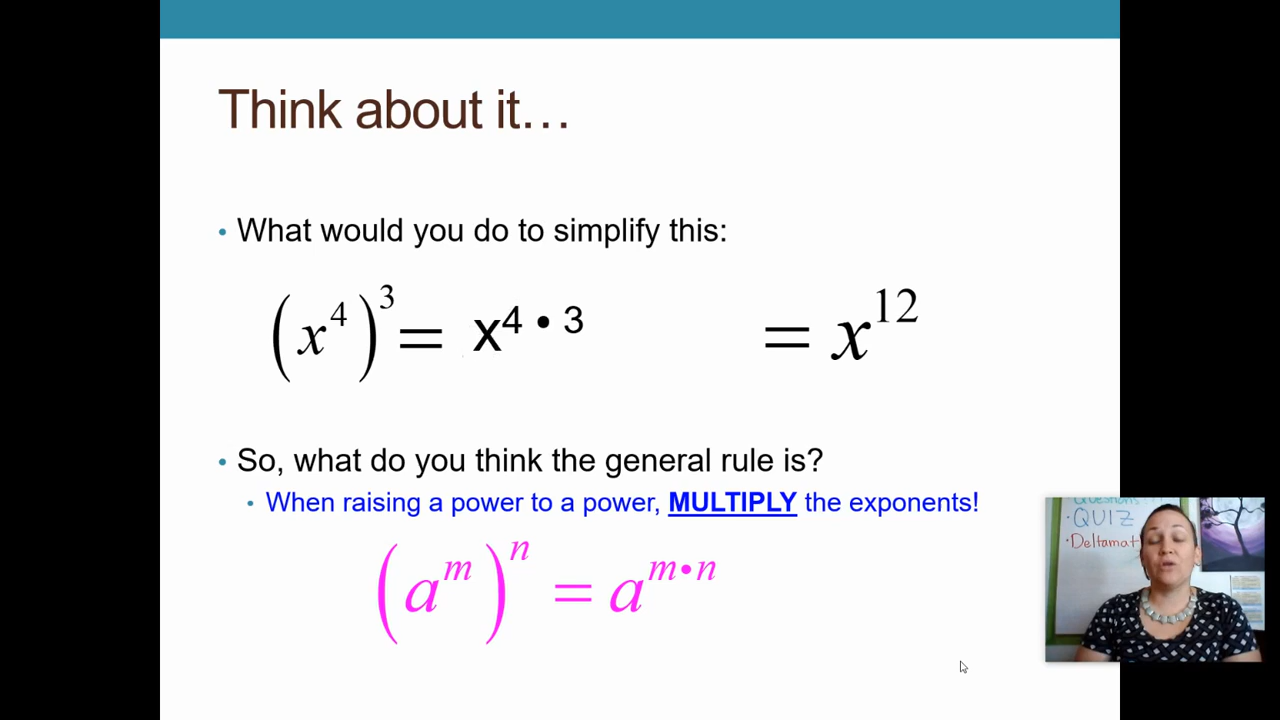 Think about it…
• What would you do to simplify this:
(x⁴)³ = x⁴ • ³ = x¹²
• So, what do you think the general rule is?
• When raising a power to a power, MULTIPLY the exponents!
(aᵐ)ⁿ = aᵐ•ⁿ
Questions
• QUIZ
• Deltamat